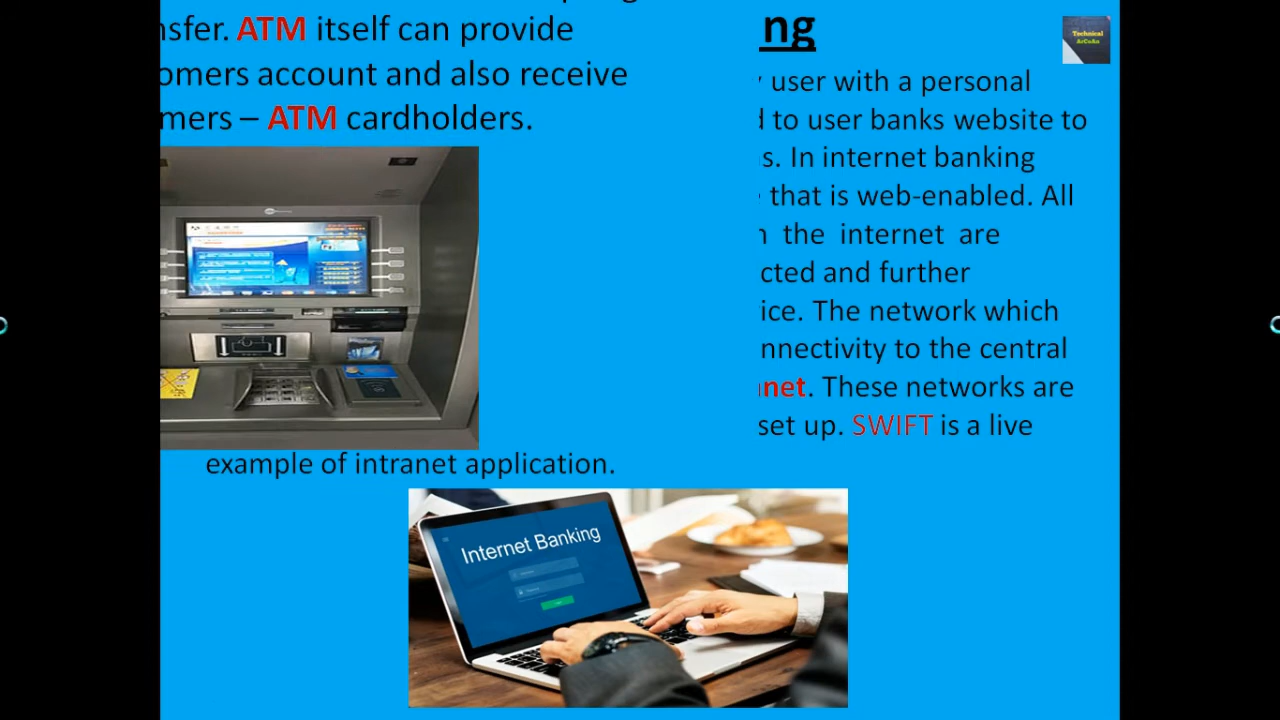 nsfer. ATM itself can provide
omers account and also receive
mers – ATM cardholders.
ng
Technical
ArCoAn
user with a personal
d to user banks website to
s. In internet banking
that is web-enabled. All
the internet are
cted and further
ice. The network which
nnectivity to the central
net. These networks are
set up. SWIFT is a live
example of intranet application.
Internet Banking